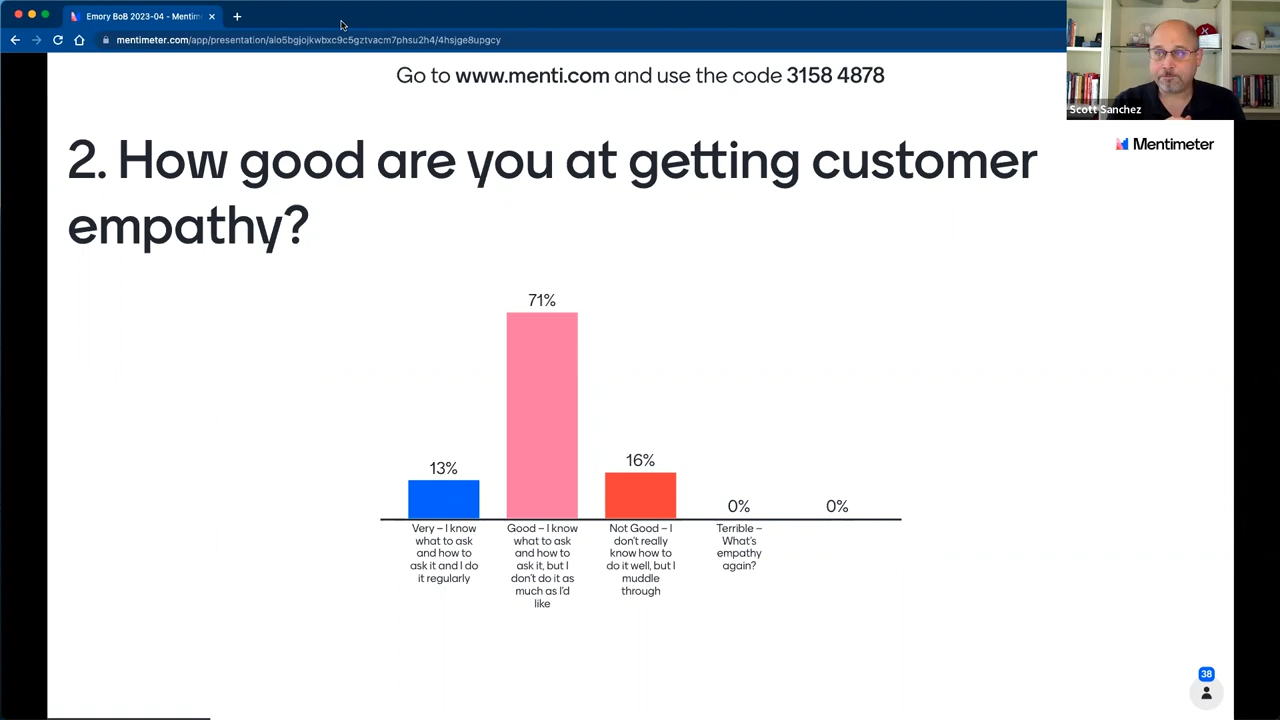 Emory BoB 2023-04 - Mentim
mentimeter.com/app/presentation/alo5bgjojkwbxc9c5gztvacm7phsu2h4/4hsjge8upgcy
Go to www.menti.com and use the code 3158 4878
Scott Sanchez
Mentimeter
2. How good are you at getting customer
empathy?
71%
13%
16%
0%
0%
Very – I know
what to ask
and how to
ask it and I do
it regularly
Good – I know
what to ask
and how to
ask it, but I
don't do it as
much as I'd
like
Not Good – I
don't really
know how to
do it well, but I
muddle
through
Terrible –
What's
empathy
again?
38